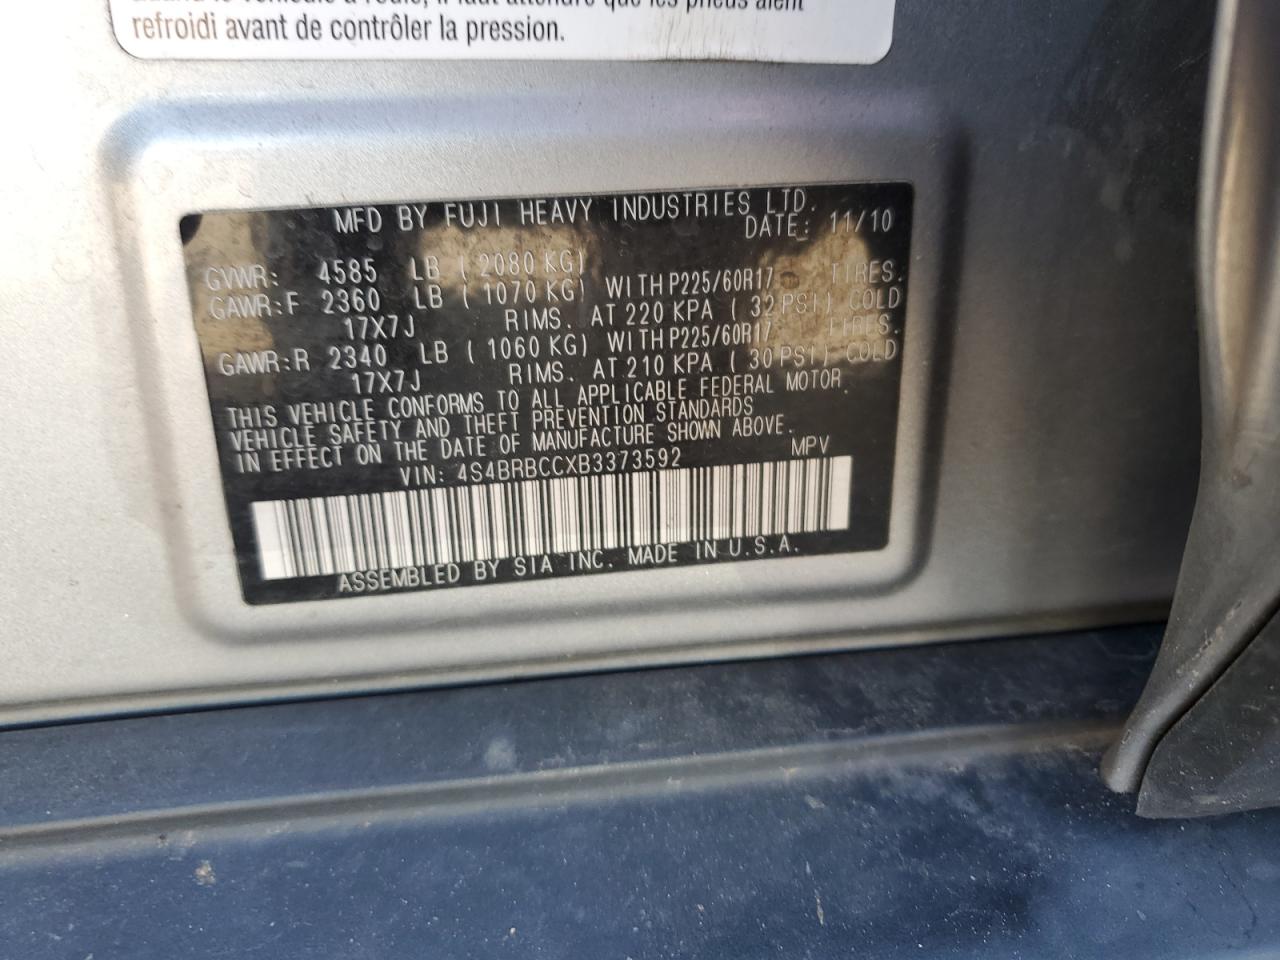 refroidi avant de contrôler la pression.
MFD BY FUJI HEAVY INDUSTRIES LTD.
DATE: 11/10
GVWR: 4585 LB (2080 KG)
GAWR:F 2360 LB (1070 KG) WITH P225/60R17 TIRES.
17X7J RIMS. AT 220 KPA (32 PSI) COLD
GAWR:R 2340 LB (1060 KG) WITH P225/60R17 TIRES.
17X7J RIMS. AT 210 KPA (30 PSI) COLD
THIS VEHICLE CONFORMS TO ALL APPLICABLE FEDERAL MOTOR
VEHICLE SAFETY AND THEFT PREVENTION STANDARDS
IN EFFECT ON THE DATE OF MANUFACTURE SHOWN ABOVE.
VIN: 4S4BRBCCXB3373592 MPV
ASSEMBLED BY SIA INC. MADE IN U.S.A.